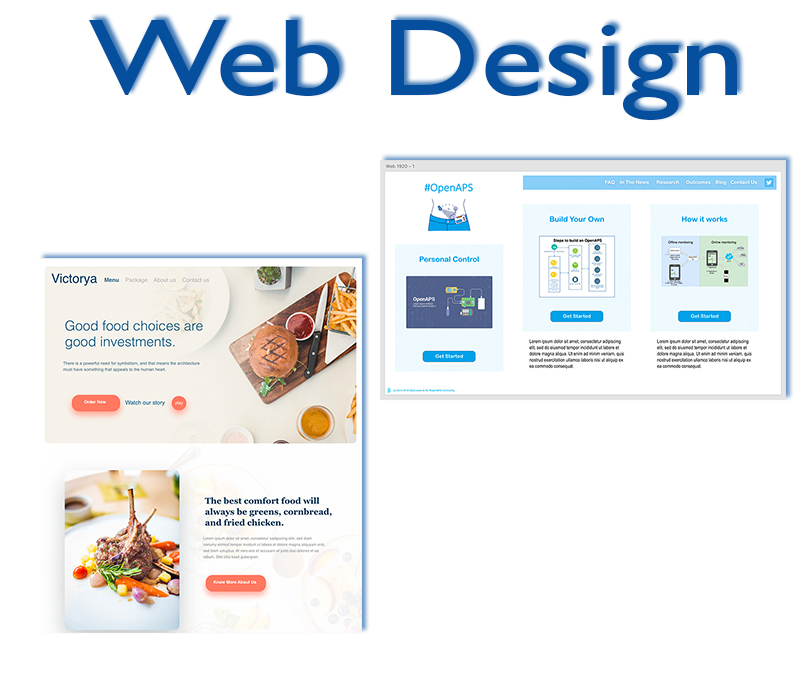 Web Design
Web 1920 – 1
#OpenAPS
FAQ In The News Research Outcomes Blog Contact Us
Personal Control
OpenAPS
Get Started
Build Your Own
Steps to build an OpenAPS
Get Started
Lorem ipsum dolor sit amet, consectetur adipiscing
elit, sed do eiusmod tempor incididunt ut labore et
dolore magna aliqua. Ut enim ad minim veniam, quis
nostrud exercitation ullamco laboris nisi ut aliquip ex
ea commodo consequat.
How it works
Offline monitoring
Online monitoring
Get Started
Lorem ipsum dolor sit amet, consectetur adipiscing
elit, sed do eiusmod tempor incididunt ut labore et
dolore magna aliqua. Ut enim ad minim veniam, quis
nostrud exercitation ullamco laboris nisi ut aliquip ex
ea commodo consequat.
Victorya Menu Package About us Contact us
Good food choices are
good investments.
There is a powerful need for symbolism, and that means the architecture
must have something that appeals to the human heart.
Order Now Watch our story play
The best comfort food will
always be greens, cornbread,
and fried chicken.
Lorem ipsum dolor sit amet, consetetur sadipscing elitr, sed diam
nonumy eirmod tempor invidunt ut labore et dolore magna aliquyam erat, sed
diam voluptua. At vero eos et accusam et justo duo dolores et ea
rebum. Stet clita kasd gubergren.
Know More About Us